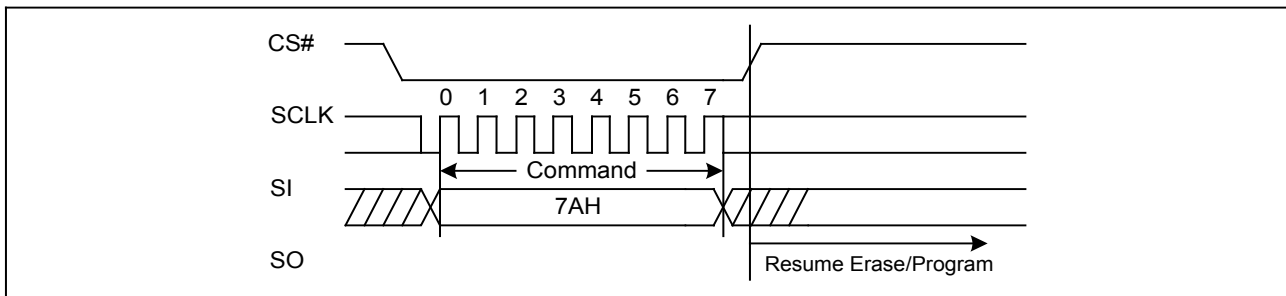 CS#
0 1 2 3 4 5 6 7
SCLK
Command
SI
7AH
SO
Resume Erase/Program